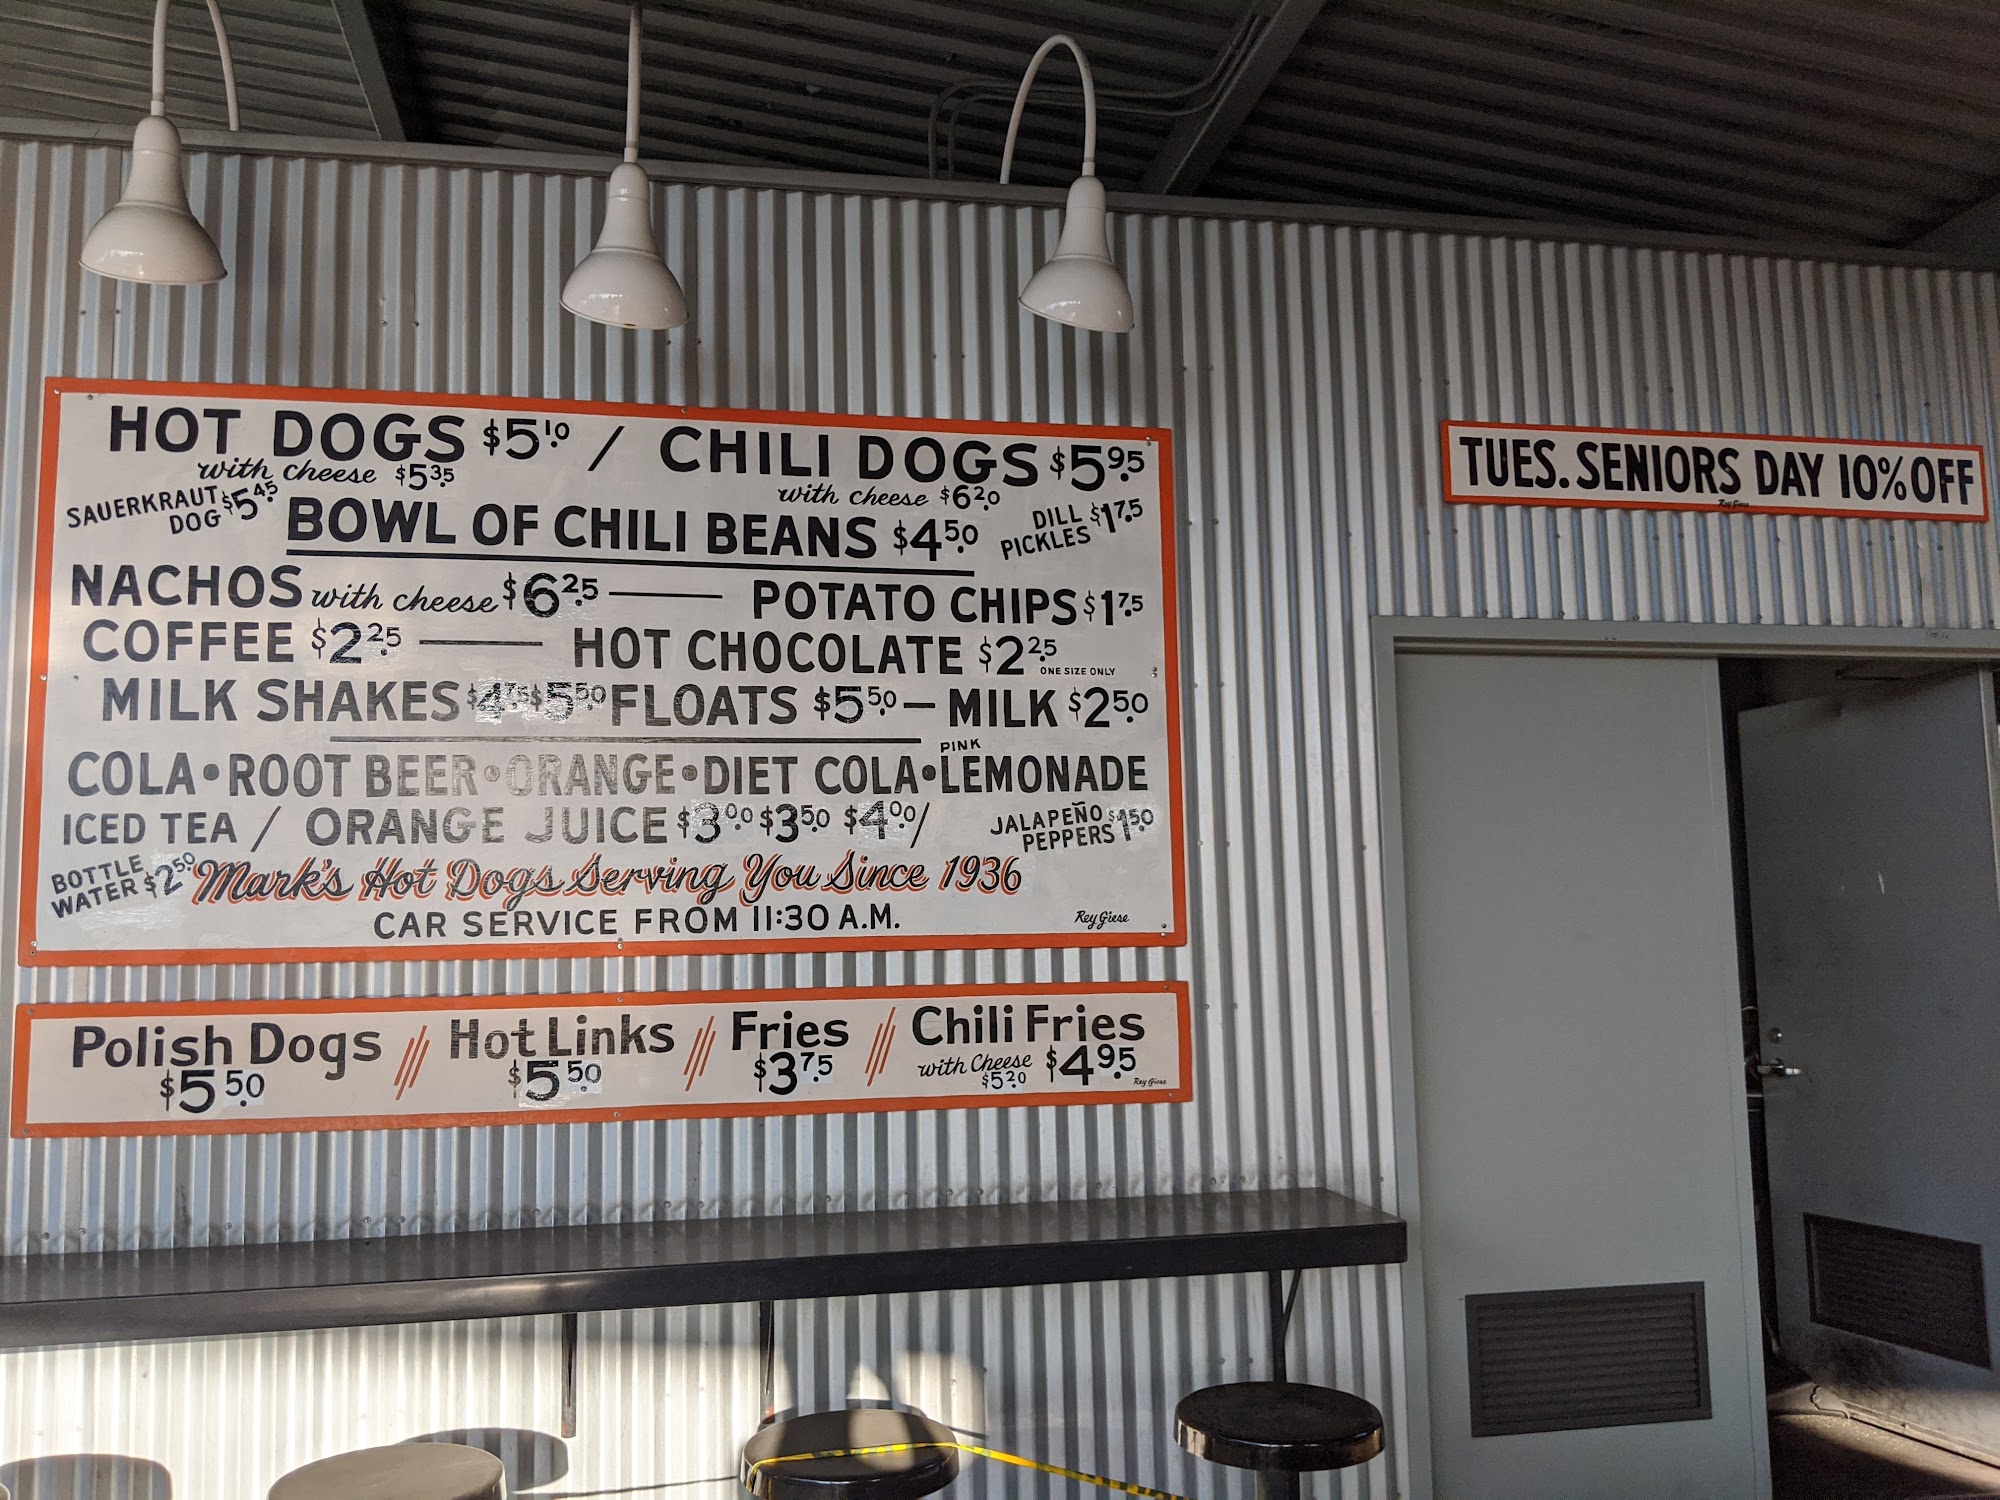 HOT DOGS $5.10 / CHILI DOGS $5.95
with cheese $5.35 with cheese $6.20
SAUERKRAUT DOG $5.45
BOWL OF CHILI BEANS $4.50
DILL PICKLES $1.75
NACHOS with cheese $6.25 — POTATO CHIPS $1.75
COFFEE $2.25 — HOT CHOCOLATE $2.25
ONE SIZE ONLY
MILK SHAKES $4.75 $5.50 FLOATS $5.50 — MILK $2.50
COLA • ROOT BEER • ORANGE • DIET COLA • PINK LEMONADE
ICED TEA / ORANGE JUICE $3.00 $3.50 $4.00 /
JALAPEÑO PEPPERS $1.50
BOTTLE WATER $2.50
Mark's Hot Dogs Serving You Since 1936
CAR SERVICE FROM 11:30 A.M.
Rey Giese
Polish Dogs $5.50 /// Hot Links $5.50 /// Fries $3.75 /// Chili Fries $4.95
with Cheese $5.20
Rey Giese
TUES. SENIORS DAY 10% OFF
Rey Giese